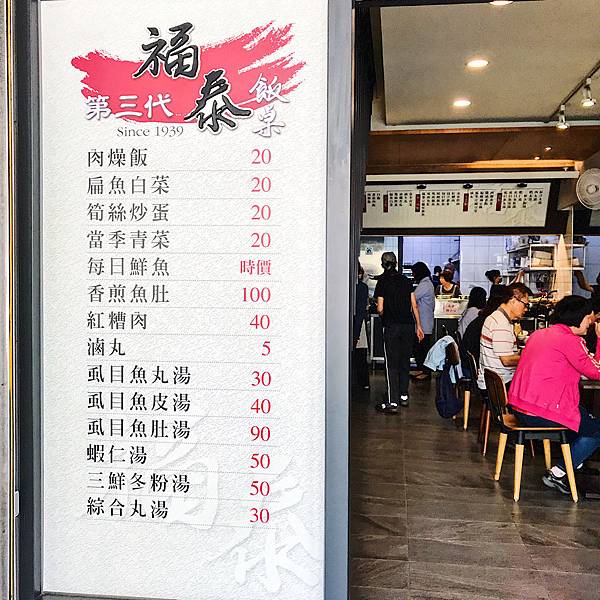 福泰
第三代
飯桌
Since 1939
肉燥飯 20
扁魚白菜 20
筍絲炒蛋 20
當季青菜 20
每日鮮魚 時價
香煎魚肚 100
紅糟肉 40
滷丸 5
虱目魚丸湯 30
虱目魚皮湯 40
虱目魚肚湯 90
蝦仁湯 50
三鮮冬粉湯 50
綜合丸湯 30
福泰